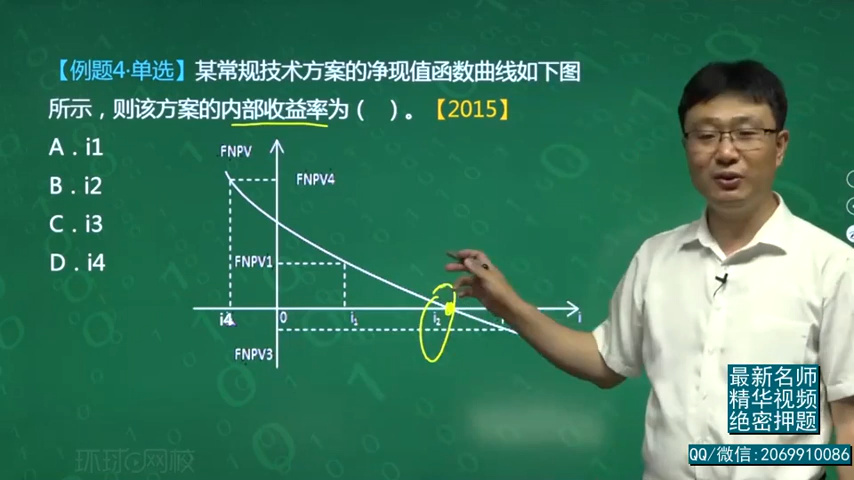 【例题4·单选】某常规技术方案的净现值函数曲线如下图
所示，则该方案的内部收益率为（　）。【2015】
A．i1
B．i2
C．i3
D．i4
FNPV
FNPV4
FNPV1
i4
0
i₁
i₂
i
FNPV3
最新名师
精华视频
绝密押题
QQ/微信:2069910086
环球网校